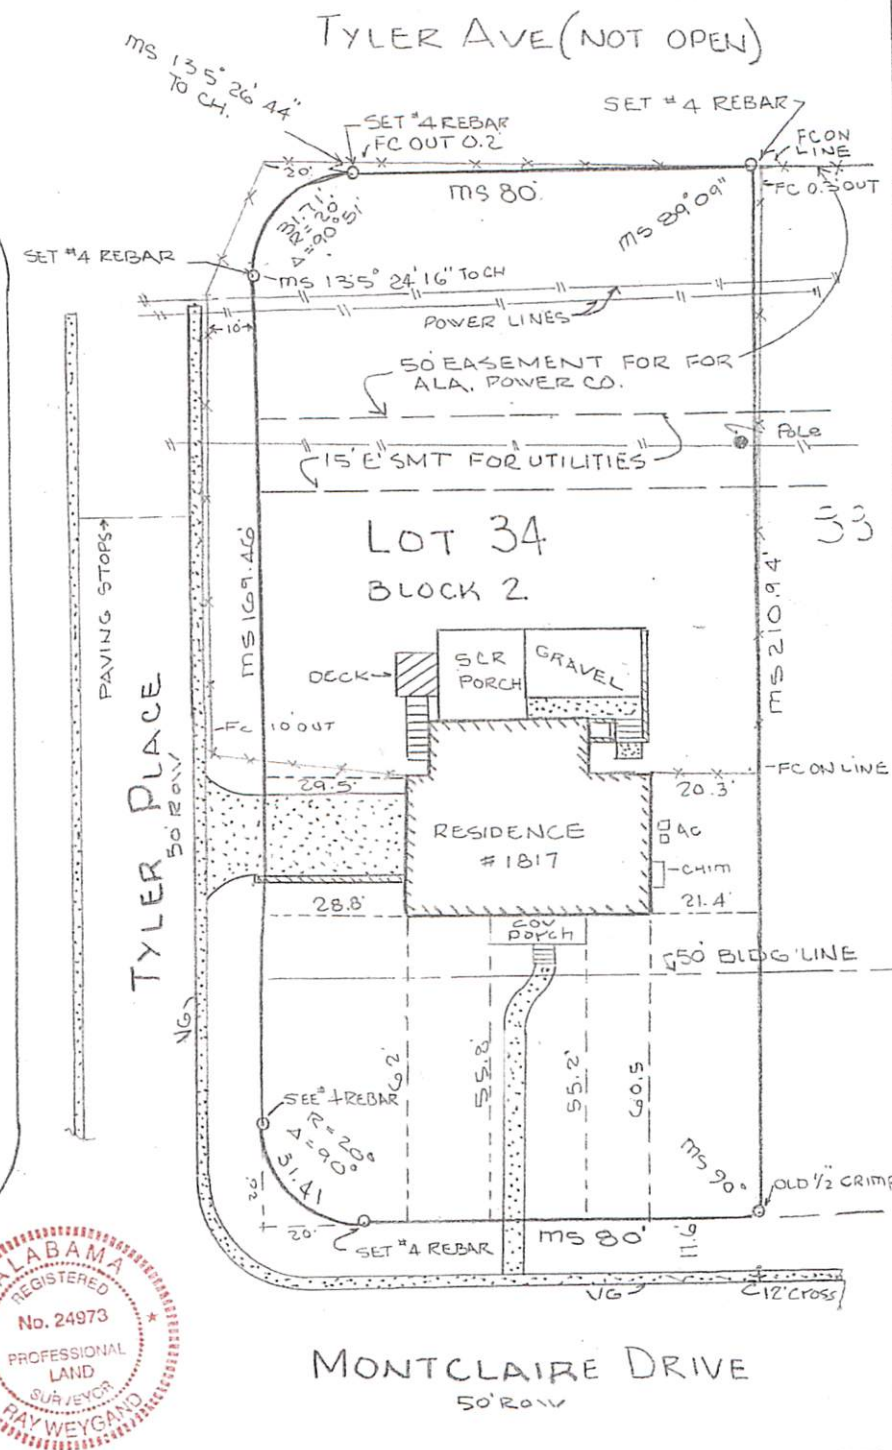 TYLER AVE (NOT OPEN)
MS 135° 26' 44"
TO CH.
SET #4 REBAR
FC OUT 0.2'
SET #4 REBAR
FC ON
LINE
FC 0.3' OUT
20'
MS 80'
MS 89°09"
31.71'
R=20'
Δ=90°51'
SET #4 REBAR
MS 135° 24' 16" TO CH
10'
POWER LINES
50' EASEMENT FOR FOR
ALA. POWER CO.
POLE
15' E'SMT FOR UTILITIES
LOT 34
BLOCK 2.
33
PAVING STOPS
MS 169.46'
MS 210.94'
DECK
SCR
PORCH
GRAVEL
TYLER PLACE
50' ROW
FC 10' OUT
FC ON LINE
29.5'
20.3'
RESIDENCE
#1817
AC
CHIM
28.8'
21.4'
COV
PORCH
50' BLDG LINE
VG
62'
55.2'
55.2'
60.5
SEE #4 REBAR
R=20°
Δ=90°
31.41
20'
20'
MS 90°
OLD 1/2 CRIMP
SET #4 REBAR
MS 80'
11.6'
VG
12' CROSS
MONTCLAIRE DRIVE
50' ROW
ALABAMA
REGISTERED
No. 24973
PROFESSIONAL
LAND
SURVEYOR
RAY WEYGAND